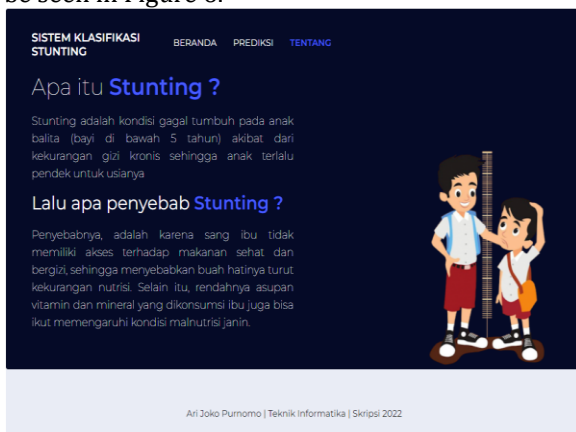 be seen in Figure 6.
SISTEM KLASIFIKASI
STUNTING
BERANDA PREDIKSI TENTANG
Apa itu Stunting ?
Stunting adalah kondisi gagal tumbuh pada anak
balita (bayi di bawah 5 tahun) akibat dari
kekurangan gizi kronis sehingga anak terlalu
pendek untuk usianya
Lalu apa penyebab Stunting ?
Penyebabnya, adalah karena sang ibu tidak
memiliki akses terhadap makanan sehat dan
bergizi, sehingga menyebabkan buah hatinya turut
kekurangan nutrisi. Selain itu, rendahnya asupan
vitamin dan mineral yang dikonsumsi ibu juga bisa
ikut memengaruhi kondisi malnutrisi janin.
Ari Joko Purnomo | Teknik Informatika | Skripsi 2022